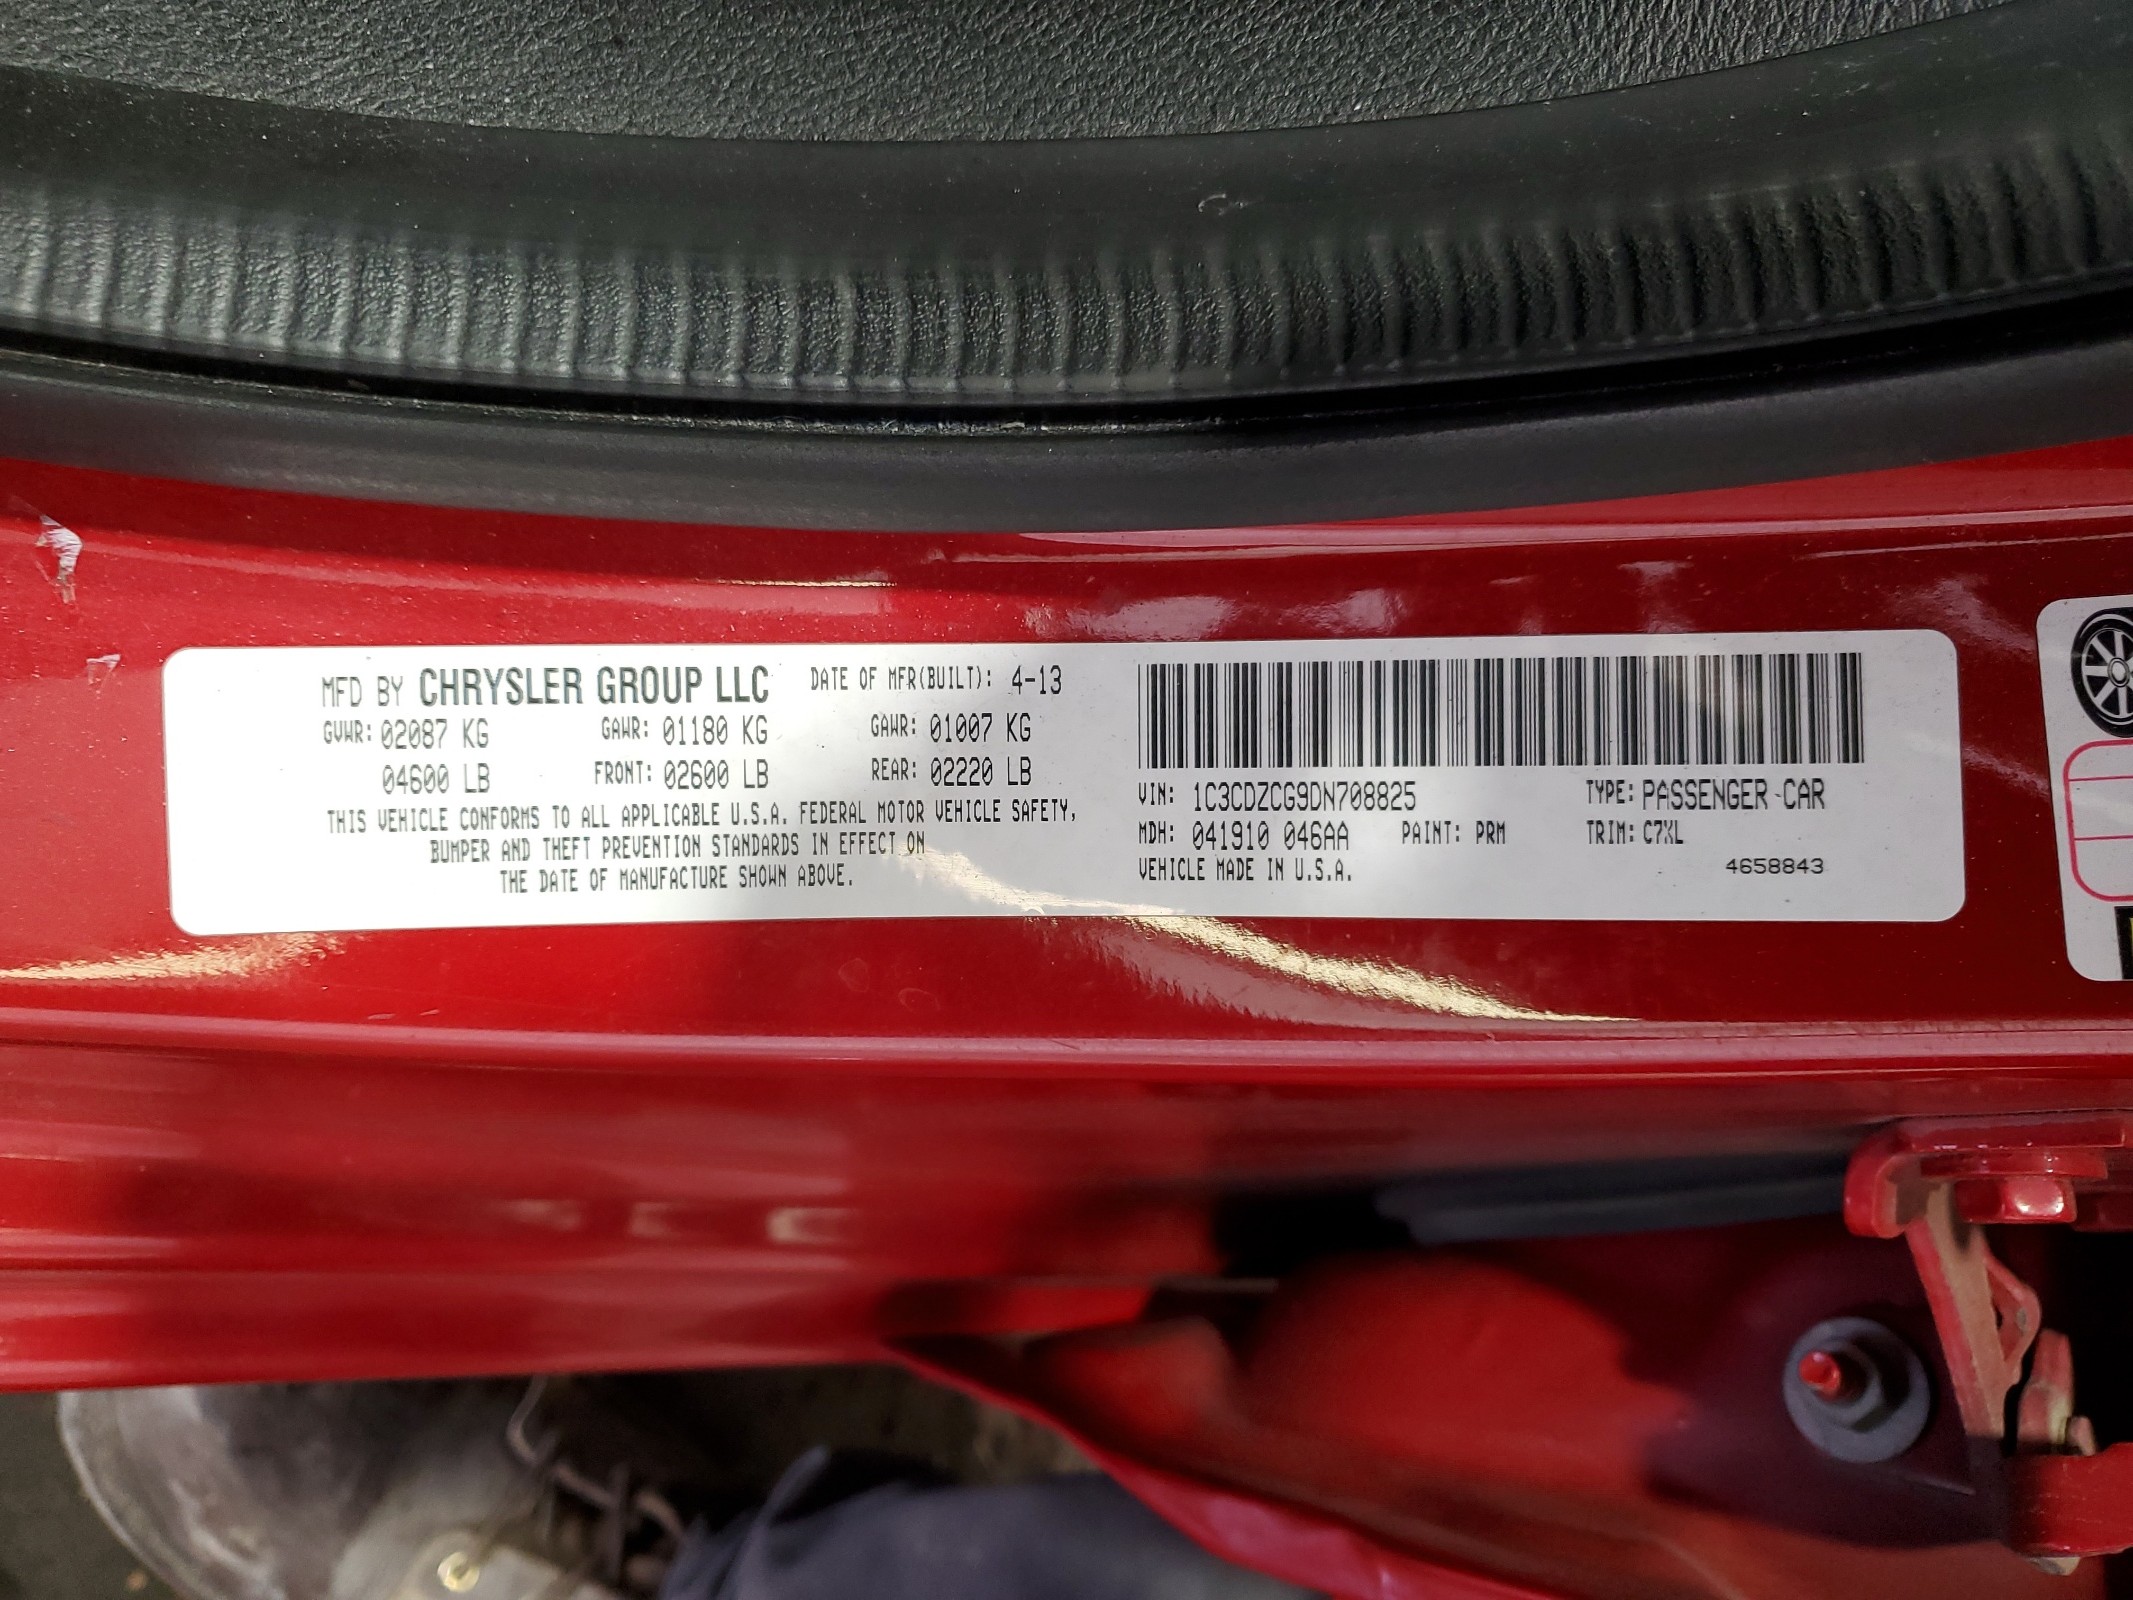 MFD BY CHRYSLER GROUP LLC DATE OF MFR(BUILT): 4-13
GVWR: 02087 KG GAWR: 01180 KG GAWR: 01007 KG
04600 LB FRONT: 02600 LB REAR: 02220 LB
THIS VEHICLE CONFORMS TO ALL APPLICABLE U.S.A. FEDERAL MOTOR VEHICLE SAFETY,
BUMPER AND THEFT PREVENTION STANDARDS IN EFFECT ON
THE DATE OF MANUFACTURE SHOWN ABOVE.
VIN: 1C3CDZCG9DN708825 TYPE: PASSENGER CAR
MDH: 041910 046AA PAINT: PRM TRIM: C7XL
VEHICLE MADE IN U.S.A. 4658843